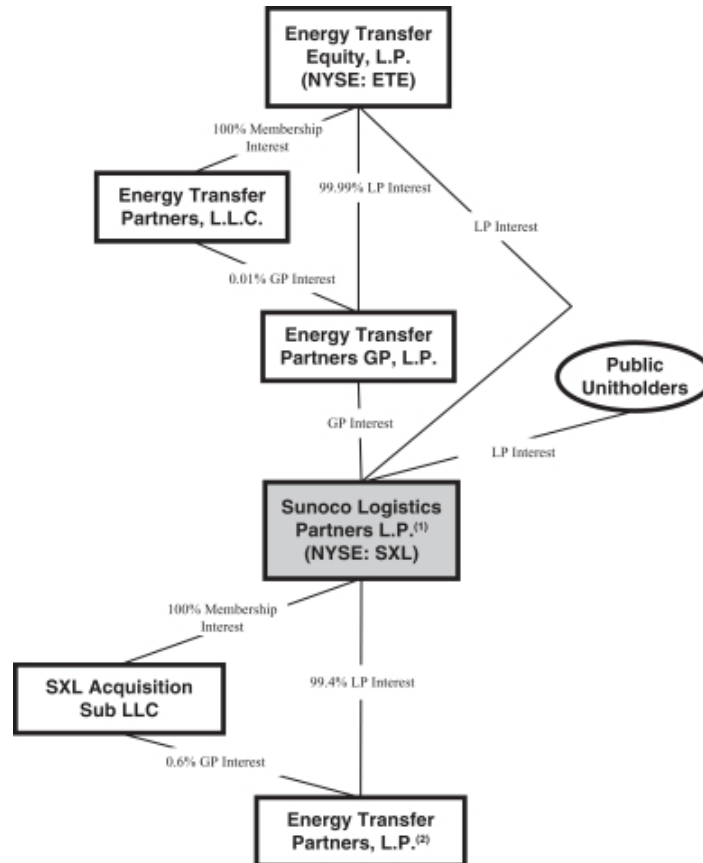 Energy Transfer
Equity, L.P.
(NYSE: ETE)
100% Membership
Interest
Energy Transfer
Partners, L.L.C.
99.99% LP Interest
LP Interest
0.01% GP Interest
Energy Transfer
Partners GP, L.P.
Public
Unitholders
GP Interest
LP Interest
Sunoco Logistics
Partners L.P.(1)
(NYSE: SXL)
100% Membership
Interest
SXL Acquisition
Sub LLC
99.4% LP Interest
0.6% GP Interest
Energy Transfer
Partners, L.P.(2)